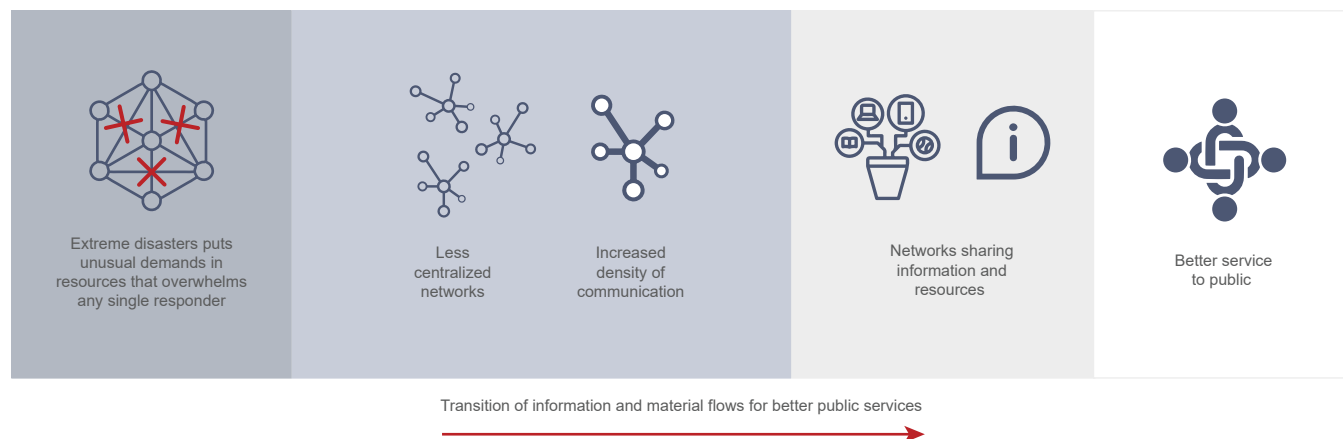 Extreme disasters puts
unusual demands in
resources that overwhelms
any single responder
Less
centralized
networks
Increased
density of
communication
Networks sharing
information and
resources
Better service
to public
Transition of information and material flows for better public services